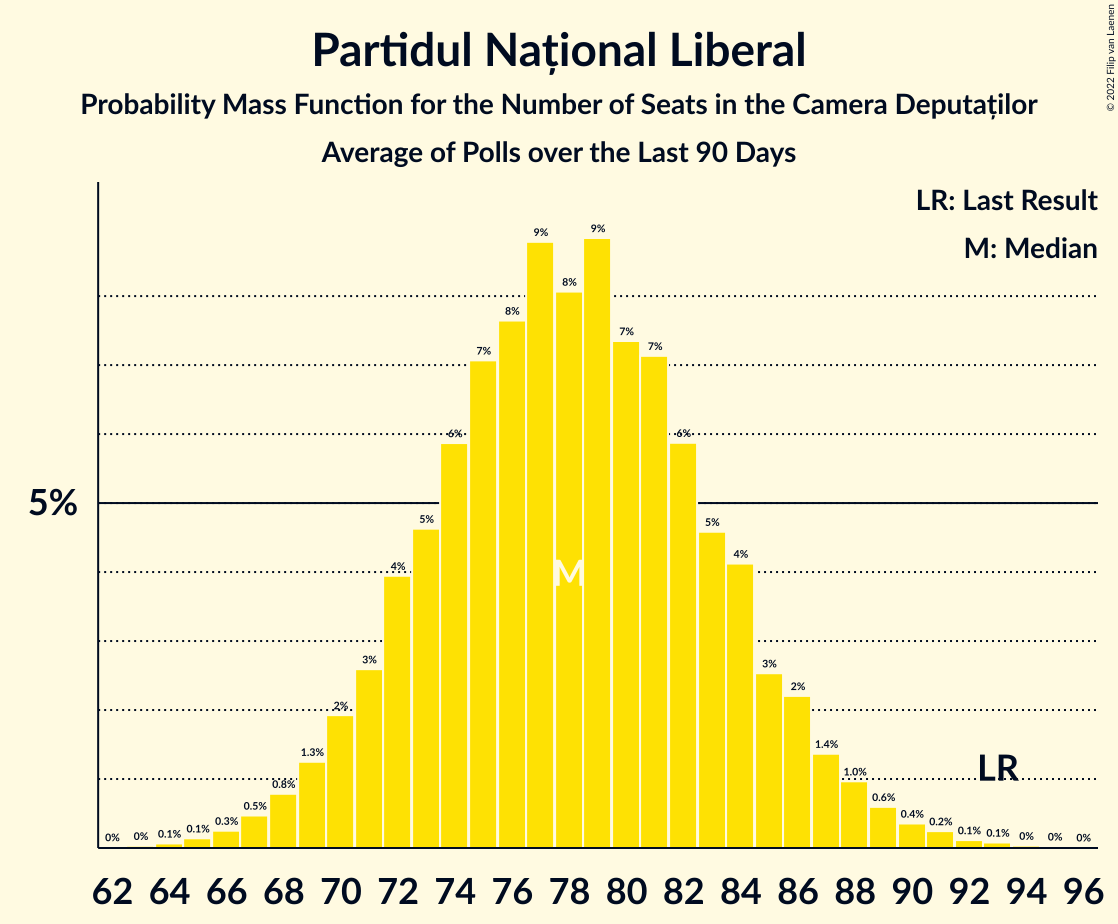 Partidul Național Liberal
Probability Mass Function for the Number of Seats in the Camera Deputaților
Average of Polls over the Last 90 Days
© 2022 Filip van Laenen
LR: Last Result
M: Median
9% 9%
8% 8%
7% 7% 7%
6% 6%
5%
5% 5%
4% 4%
M
3% 3%
2% 2%
1.3% 1.4%
LR
0.8% 1.0%
0% 0% 0.1% 0.1% 0.3% 0.5% 0.6% 0.4% 0.2% 0.1% 0.1% 0% 0% 0%
62 64 66 68 70 72 74 76 78 80 82 84 86 88 90 92 94 96